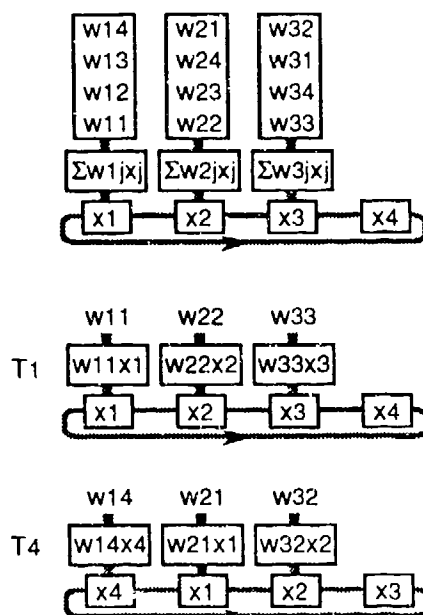 w14 w21 w32
w13 w24 w31
w12 w23 w34
w11 w22 w33
Σw1jxj Σw2jxj Σw3jxj
x1 x2 x3 x4
w11 w22 w33
T1 w11x1 w22x2 w33x3
x1 x2 x3 x4
w14 w21 w32
T4 w14x4 w21x1 w32x2
x4 x1 x2 x3